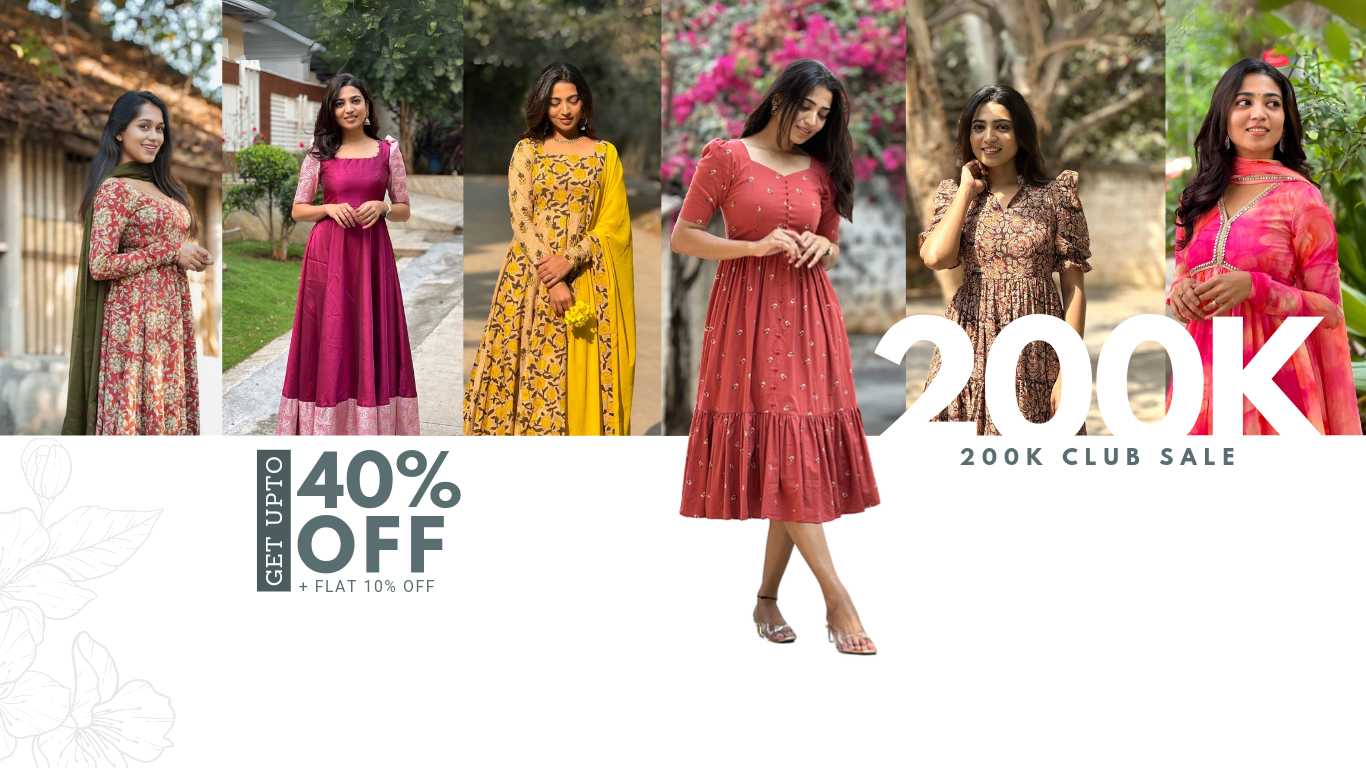 200K
200K CLUB SALE
GET UPTO
40%
OFF
+ FLAT 10% OFF